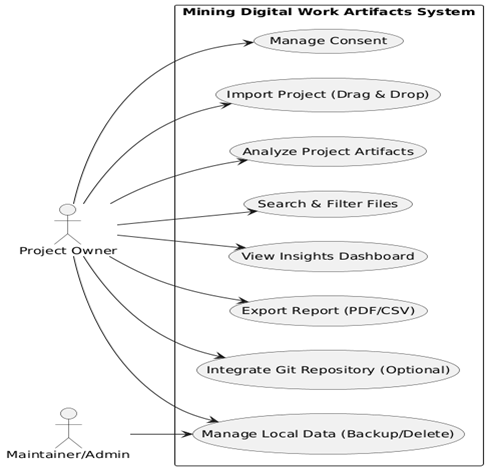 Mining Digital Work Artifacts System
Manage Consent
Import Project (Drag & Drop)
Analyze Project Artifacts
Search & Filter Files
Project Owner
View Insights Dashboard
Export Report (PDF/CSV)
Integrate Git Repository (Optional)
Manage Local Data (Backup/Delete)
Maintainer/Admin